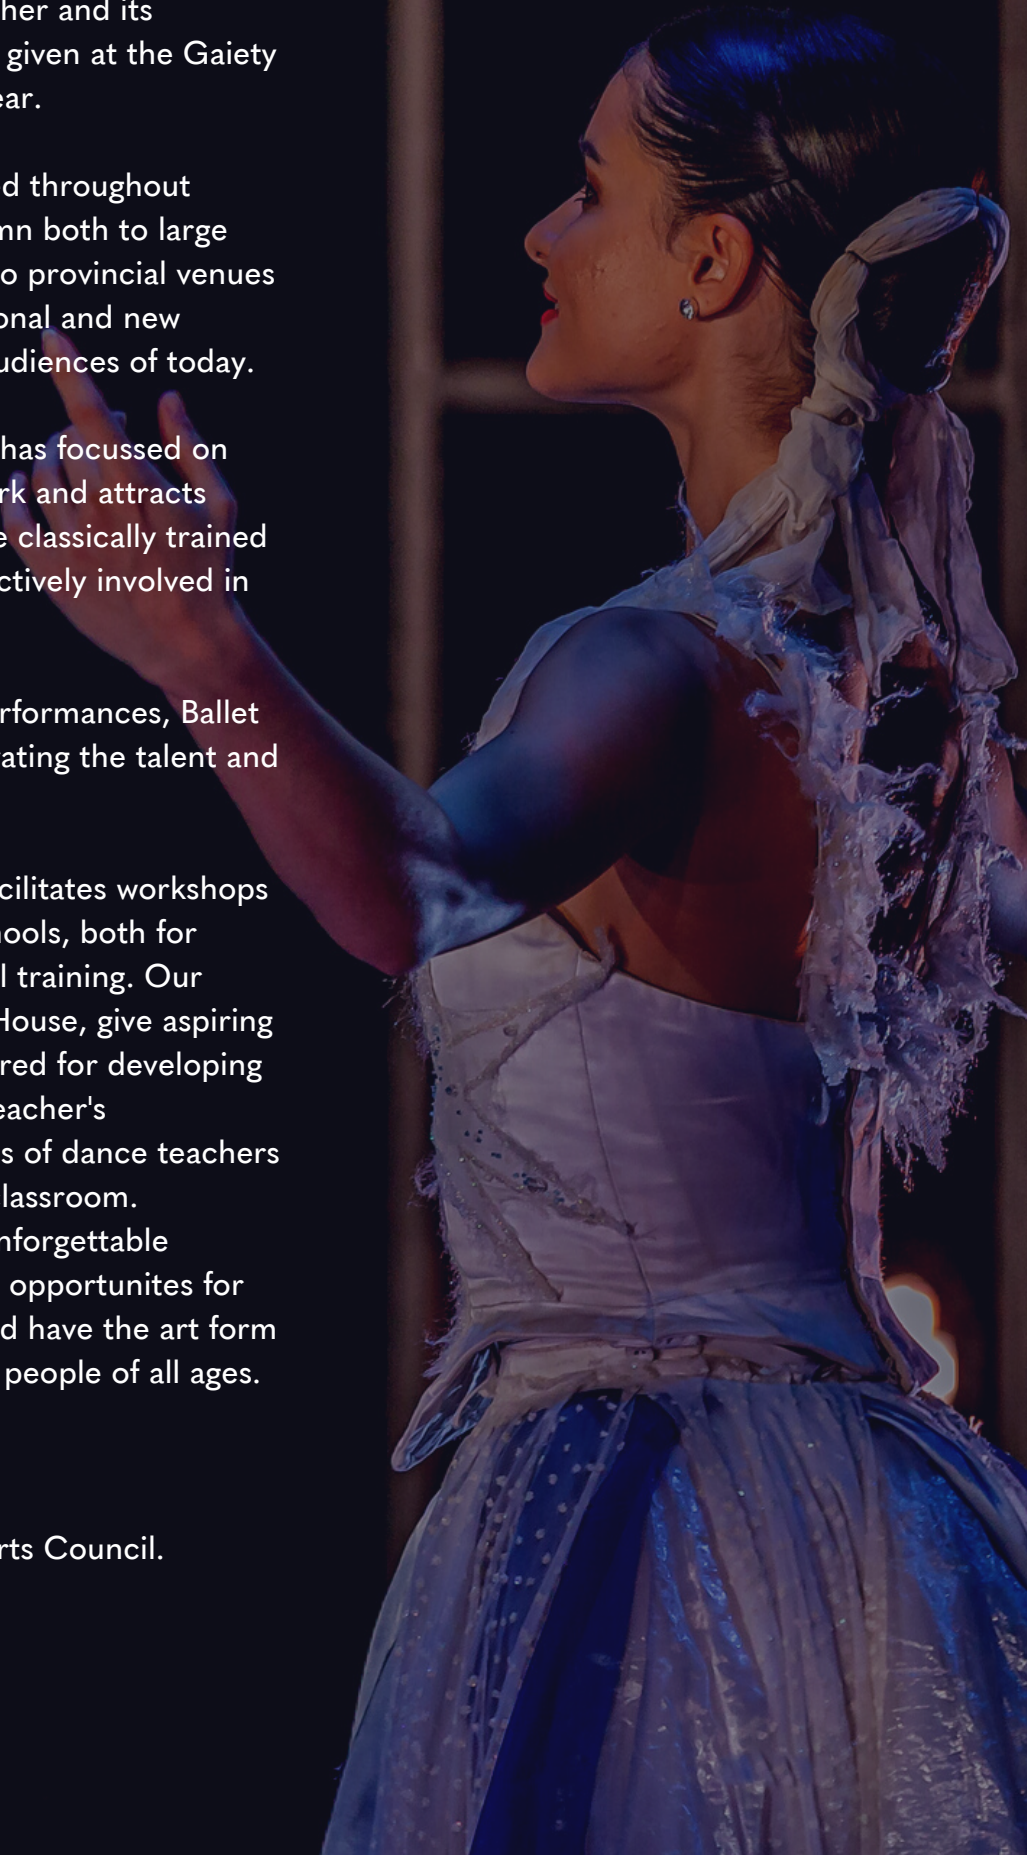 her and its
given at the Gaiety
ear.
d throughout
mn both to large
o provincial venues
onal and new
udiences of today.
has focussed on
rk and attracts
e classically trained
ctively involved in
rformances, Ballet
ating the talent and
cilitates workshops
ools, both for
l training. Our
House, give aspiring
red for developing
eacher's
s of dance teachers
lassroom.
nforgettable
opportunites for
d have the art form
people of all ages.
rts Council.